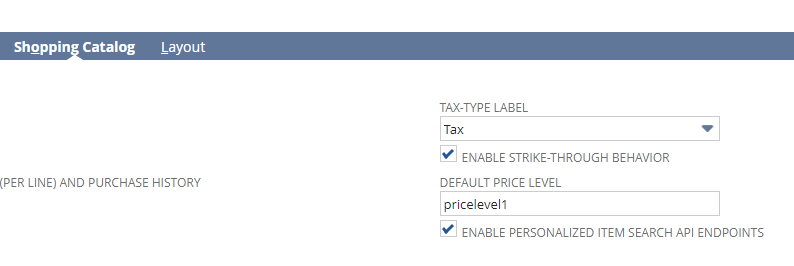 Shopping Catalog Layout
TAX-TYPE LABEL
Tax
ENABLE STRIKE-THROUGH BEHAVIOR
(PER LINE) AND PURCHASE HISTORY
DEFAULT PRICE LEVEL
pricelevel1
ENABLE PERSONALIZED ITEM SEARCH API ENDPOINTS